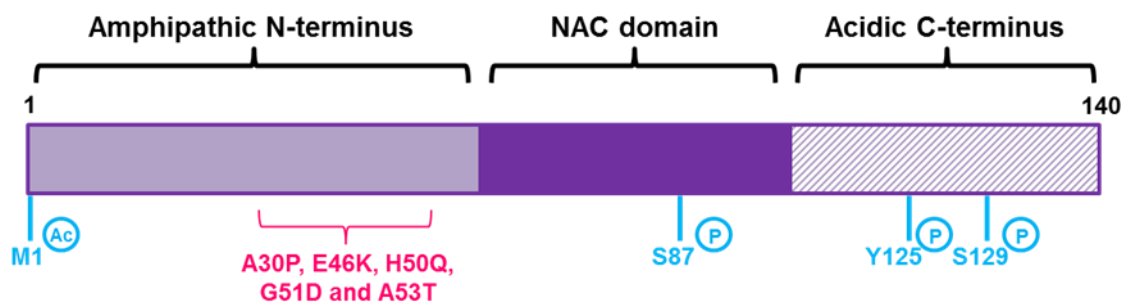 Amphipathic N-terminus NAC domain Acidic C-terminus
1 140
Ac P P P
M1 S87 Y125 S129
A30P, E46K, H50Q,
G51D and A53T